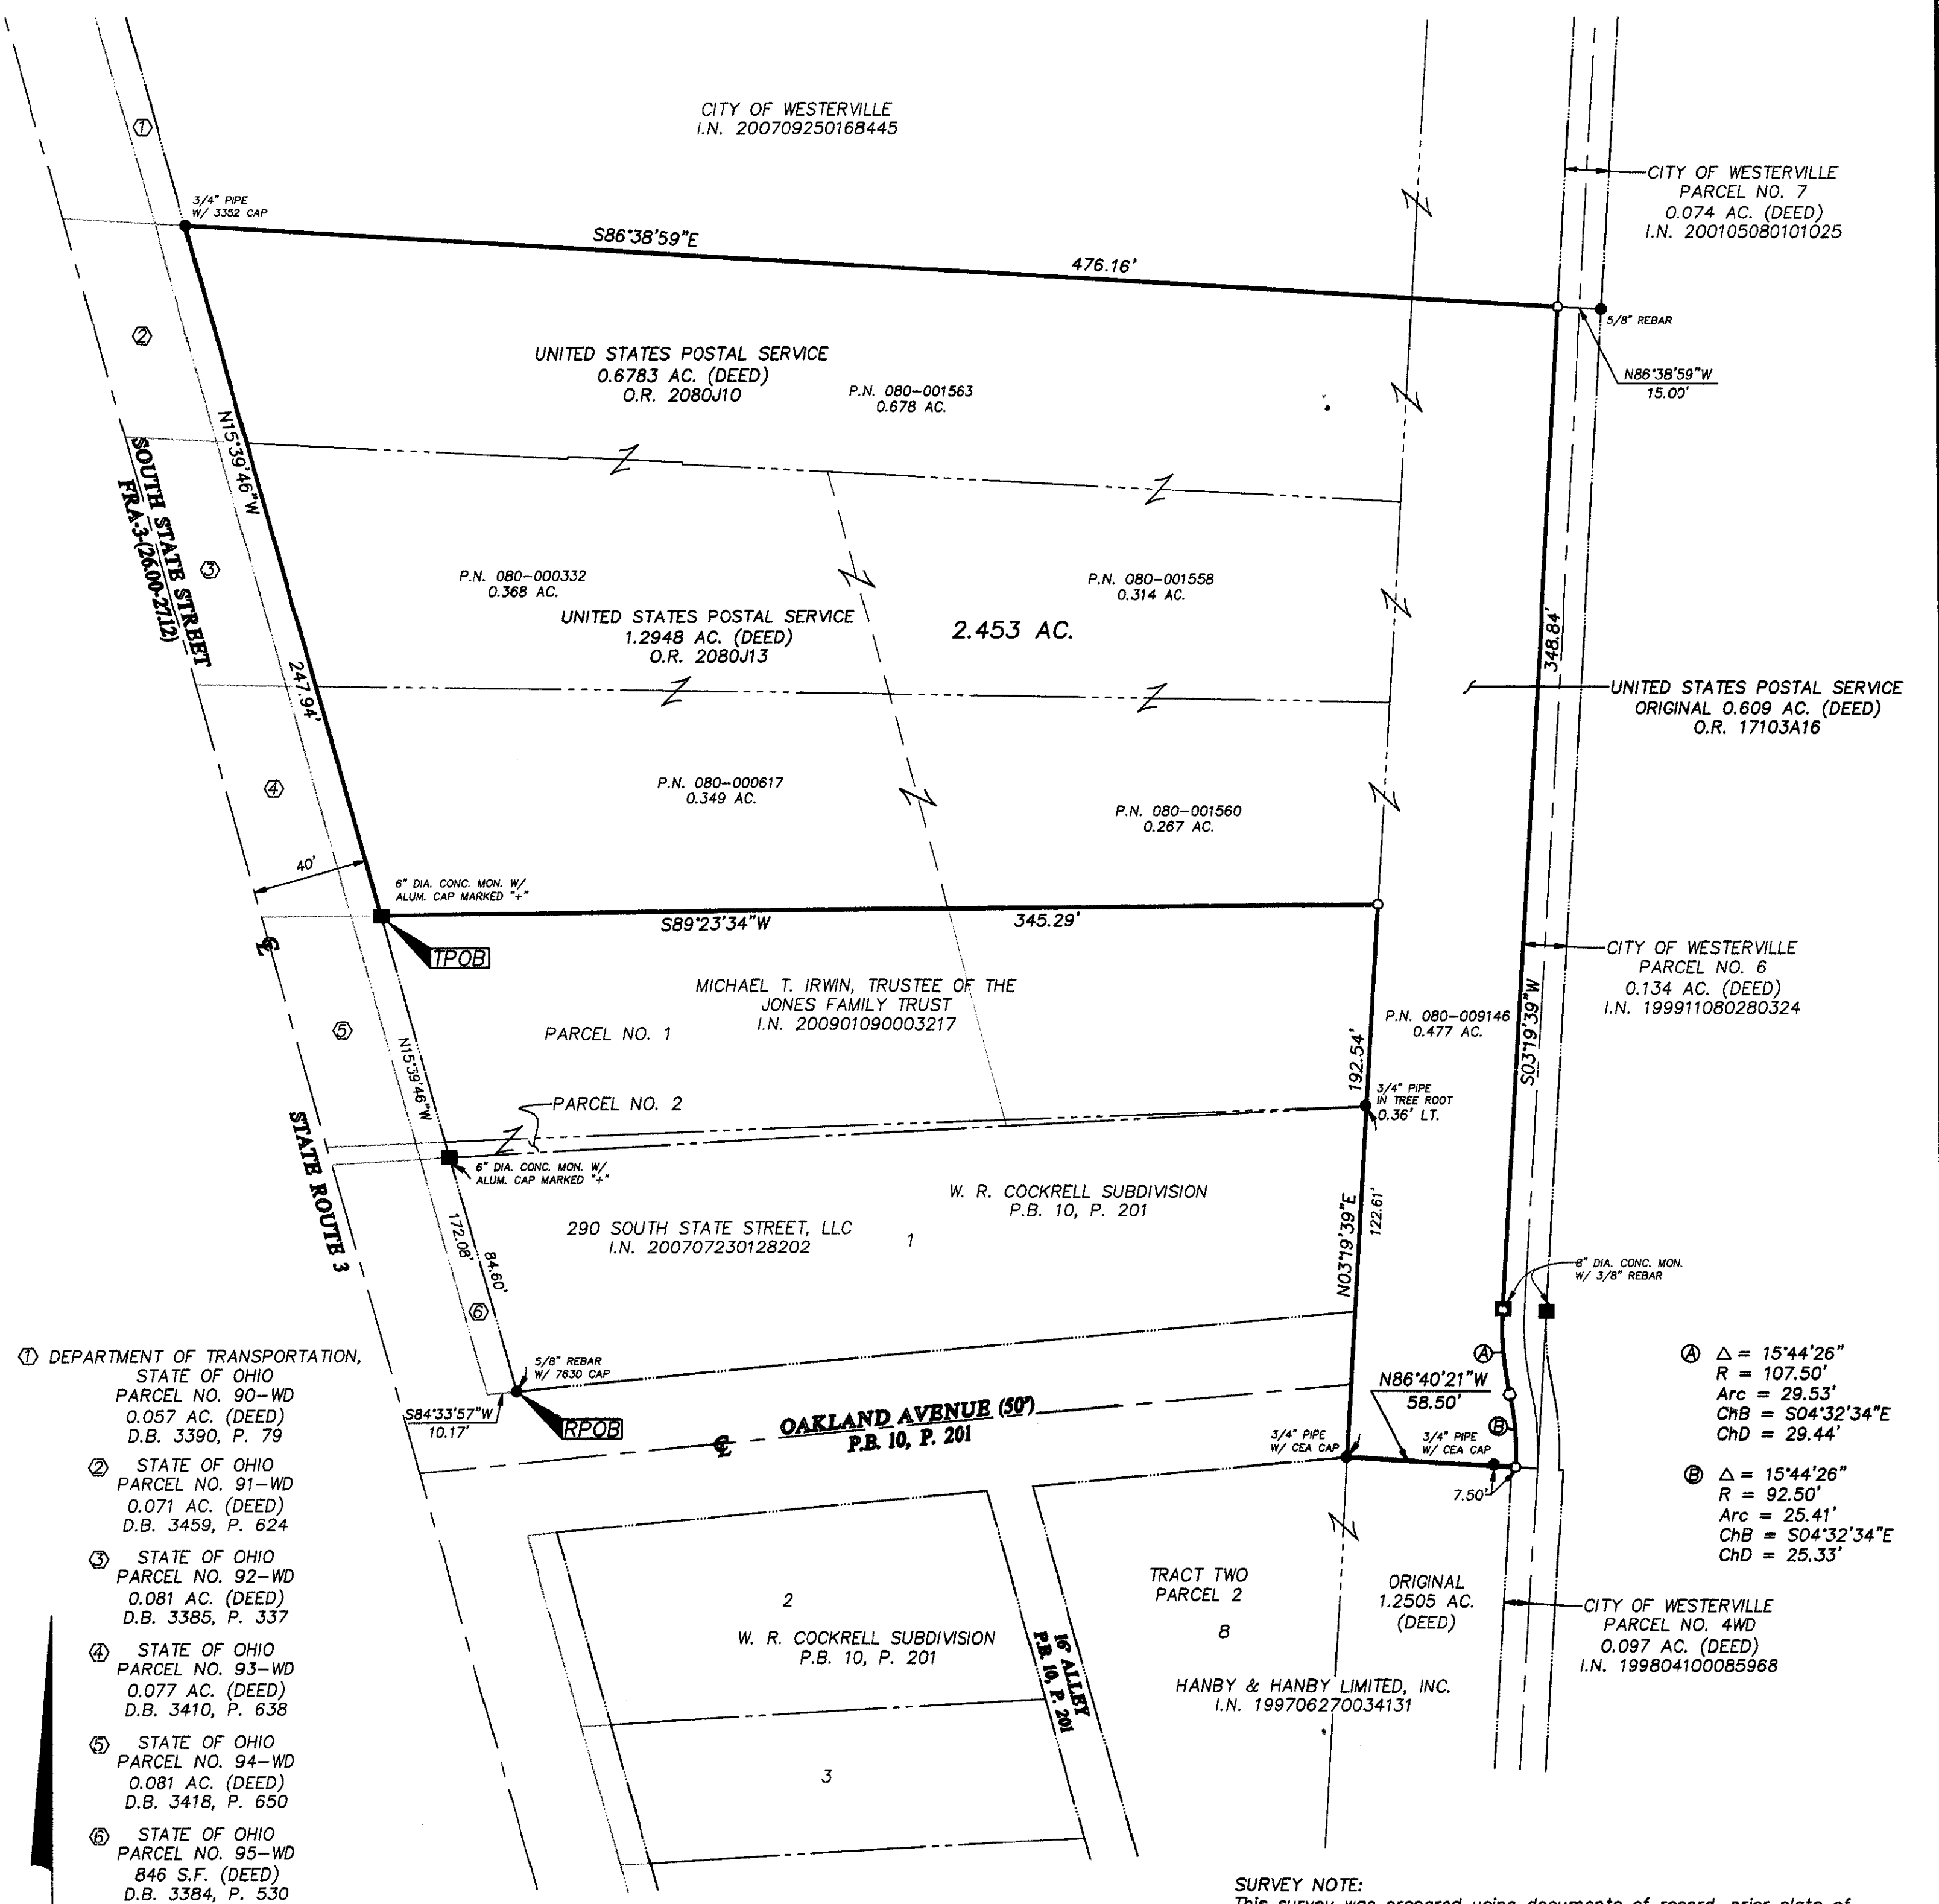 CITY OF WESTERVILLE
I.N. 200709250168445
CITY OF WESTERVILLE
PARCEL NO. 7
0.074 AC. (DEED)
I.N. 200105080101025
①
3/4" PIPE
W/ 3352 CAP
S86°38'59"E
476.16'
5/8" REBAR
N86°38'59"W
15.00'
②
UNITED STATES POSTAL SERVICE
0.6783 AC. (DEED)
O.R. 2080J10
P.N. 080-001563
0.678 AC.
N15°39'46"W
SOUTH STATE STREET
FRA-3-(26.00-27.12)
③
P.N. 080-000332
0.368 AC.
P.N. 080-001558
0.314 AC.
UNITED STATES POSTAL SERVICE
1.2948 AC. (DEED)
O.R. 2080J13
2.453 AC.
348.84'
247.94'
UNITED STATES POSTAL SERVICE
ORIGINAL 0.609 AC. (DEED)
O.R. 17103A16
④
P.N. 080-000617
0.349 AC.
P.N. 080-001560
0.267 AC.
40'
6" DIA. CONC. MON. W/
ALUM. CAP MARKED "+"
S89°23'34"W
345.29'
TPOB
CITY OF WESTERVILLE
PARCEL NO. 6
0.134 AC. (DEED)
I.N. 199911080280324
MICHAEL T. IRWIN, TRUSTEE OF THE
JONES FAMILY TRUST
I.N. 200901090003217
PARCEL NO. 1
⑤
N15°39'46"W
P.N. 080-009146
0.477 AC.
S03°19'39"W
192.54'
PARCEL NO. 2
3/4" PIPE
IN TREE ROOT
0.36' LT.
STATE ROUTE 3
6" DIA. CONC. MON. W/
ALUM. CAP MARKED "+"
W. R. COCKRELL SUBDIVISION
P.B. 10, P. 201
290 SOUTH STATE STREET, LLC
I.N. 200707230128202
1
N03°19'39"E
122.61'
172.08'
84.60'
⑥
8" DIA. CONC. MON.
W/ 3/8" REBAR
5/8" REBAR
W/ 7630 CAP
S84°33'57"W
10.17'
RPOB
OAKLAND AVENUE (50')
P.B. 10, P. 201
N86°40'21"W
58.50'
3/4" PIPE
W/ CEA CAP
3/4" PIPE
W/ CEA CAP
7.50'
Ⓐ
Ⓑ
Ⓐ Δ = 15°44'26"
R = 107.50'
Arc = 29.53'
ChB = S04°32'34"E
ChD = 29.44'
Ⓑ Δ = 15°44'26"
R = 92.50'
Arc = 25.41'
ChB = S04°32'34"E
ChD = 25.33'
① DEPARTMENT OF TRANSPORTATION,
STATE OF OHIO
PARCEL NO. 90-WD
0.057 AC. (DEED)
D.B. 3390, P. 79
② STATE OF OHIO
PARCEL NO. 91-WD
0.071 AC. (DEED)
D.B. 3459, P. 624
③ STATE OF OHIO
PARCEL NO. 92-WD
0.081 AC. (DEED)
D.B. 3385, P. 337
④ STATE OF OHIO
PARCEL NO. 93-WD
0.077 AC. (DEED)
D.B. 3410, P. 638
⑤ STATE OF OHIO
PARCEL NO. 94-WD
0.081 AC. (DEED)
D.B. 3418, P. 650
⑥ STATE OF OHIO
PARCEL NO. 95-WD
846 S.F. (DEED)
D.B. 3384, P. 530
2
W. R. COCKRELL SUBDIVISION
P.B. 10, P. 201
3
16' ALLEY
P.B. 10, P. 201
TRACT TWO
PARCEL 2
8
ORIGINAL
1.2505 AC.
(DEED)
HANBY & HANBY LIMITED, INC.
I.N. 199706270034131
CITY OF WESTERVILLE
PARCEL NO. 4WD
0.097 AC. (DEED)
I.N. 199804100085968
SURVEY NOTE:
This survey was prepared using documents of record, prior plats of